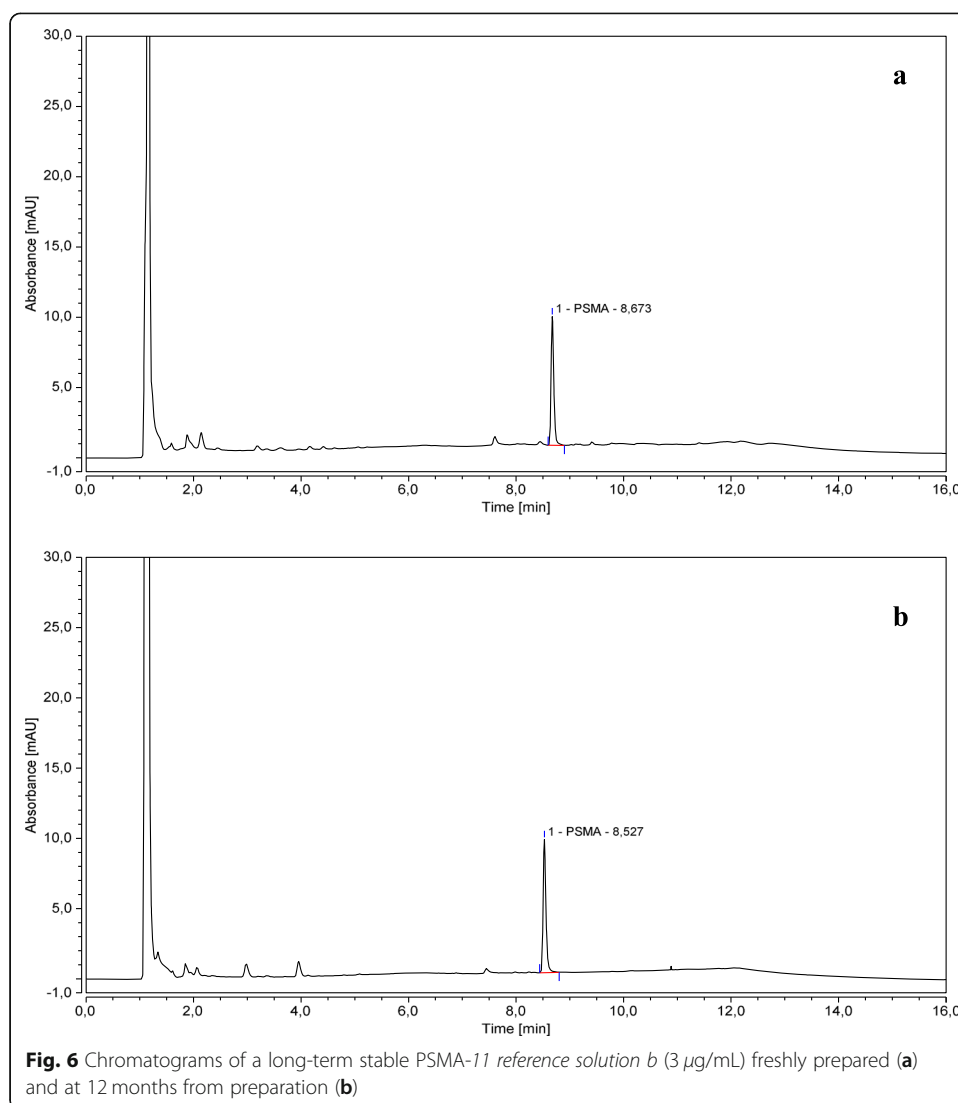 30,0
a
25,0
20,0
15,0
10,0
5,0
-1,0
Absorbance [mAU]
1 - PSMA - 8,673
0,0 2,0 4,0 6,0 8,0 10,0 12,0 14,0 16,0
Time [min]
30,0
b
25,0
20,0
15,0
10,0
5,0
-1,0
Absorbance [mAU]
1 - PSMA - 8,527
0,0 2,0 4,0 6,0 8,0 10,0 12,0 14,0 16,0
Time [min]
Fig. 6 Chromatograms of a long-term stable PSMA-11 reference solution b (3 μg/mL) freshly prepared (a)
and at 12 months from preparation (b)